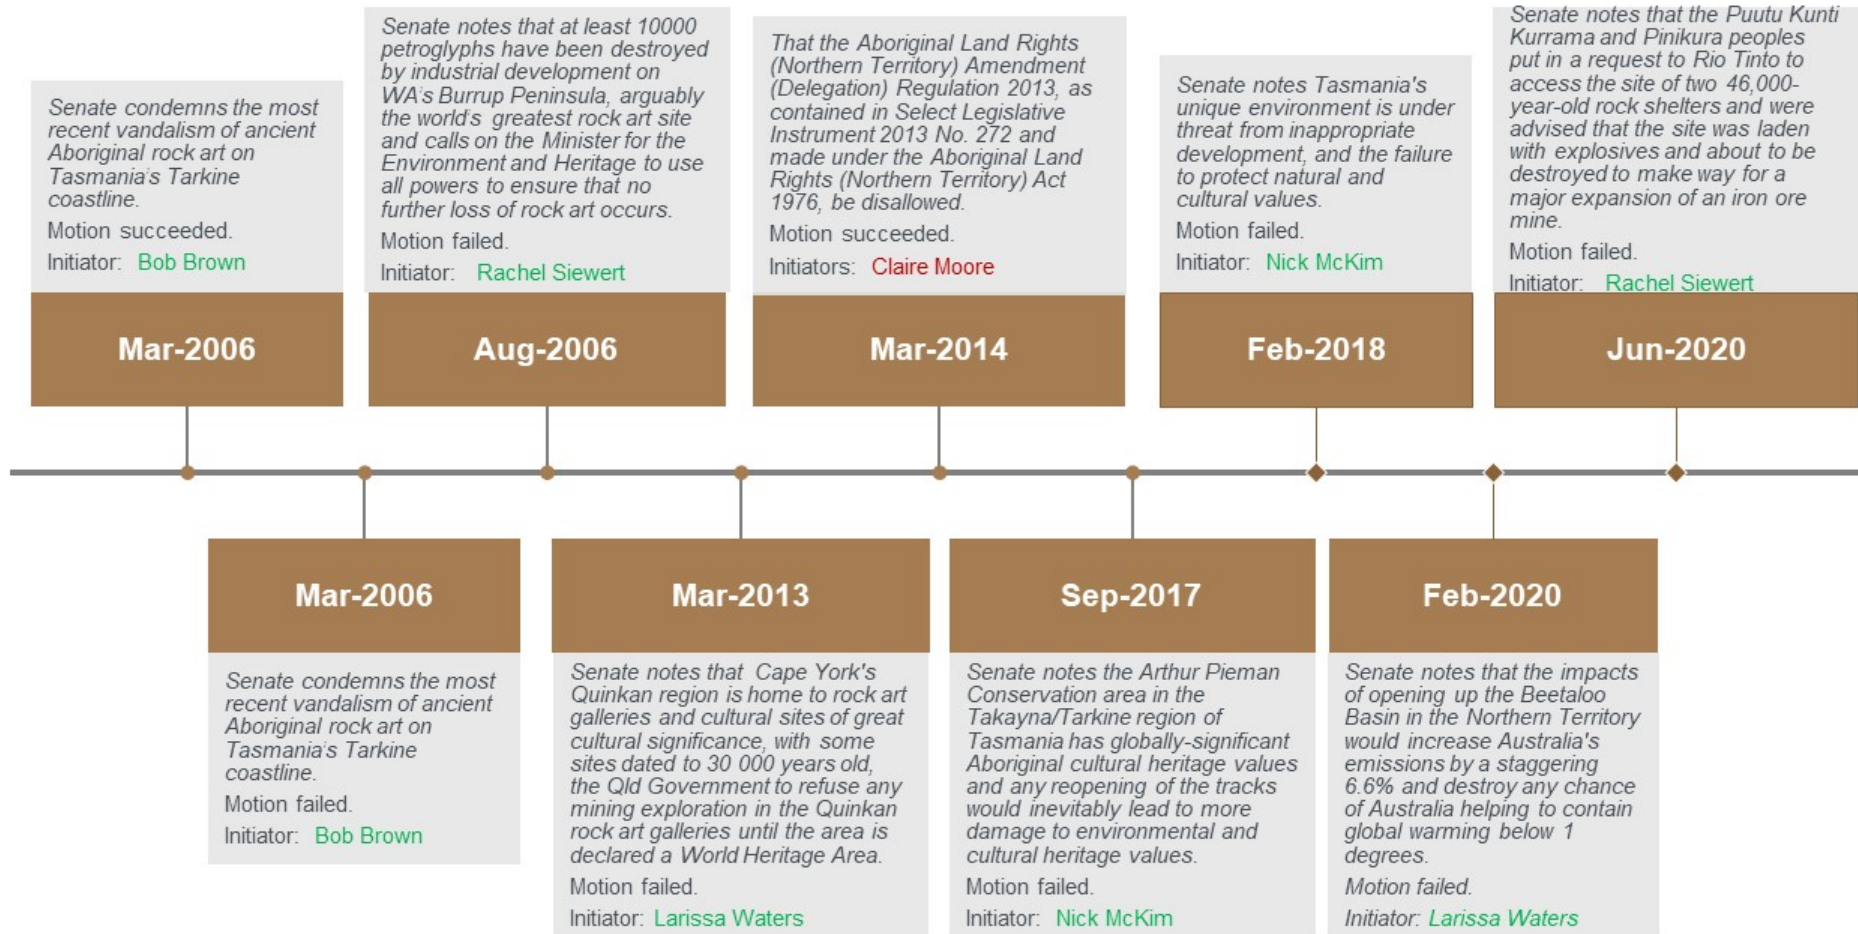 Senate condemns the most
recent vandalism of ancient
Aboriginal rock art on
Tasmania's Tarkine
coastline.
Motion succeeded.
Initiator: Bob Brown
Mar-2006
Senate notes that at least 10000
petroglyphs have been destroyed
by industrial development on
WA's Burrup Peninsula, arguably
the world's greatest rock art site
and calls on the Minister for the
Environment and Heritage to use
all powers to ensure that no
further loss of rock art occurs.
Motion failed.
Initiator: Rachel Siewert
Aug-2006
That the Aboriginal Land Rights
(Northern Territory) Amendment
(Delegation) Regulation 2013, as
contained in Select Legislative
Instrument 2013 No. 272 and
made under the Aboriginal Land
Rights (Northern Territory) Act
1976, be disallowed.
Motion succeeded.
Initiators: Claire Moore
Mar-2014
Senate notes Tasmania's
unique environment is under
threat from inappropriate
development, and the failure
to protect natural and
cultural values.
Motion failed.
Initiator: Nick McKim
Feb-2018
Senate notes that the Puutu Kunti
Kurrama and Pinikura peoples
put in a request to Rio Tinto to
access the site of two 46,000-
year-old rock shelters and were
advised that the site was laden
with explosives and about to be
destroyed to make way for a
major expansion of an iron ore
mine.
Motion failed.
Initiator: Rachel Siewert
Jun-2020
Mar-2006
Senate condemns the most
recent vandalism of ancient
Aboriginal rock art on
Tasmania's Tarkine
coastline.
Motion failed.
Initiator: Bob Brown
Mar-2013
Senate notes that Cape York's
Quinkan region is home to rock art
galleries and cultural sites of great
cultural significance, with some
sites dated to 30 000 years old,
the Qld Government to refuse any
mining exploration in the Quinkan
rock art galleries until the area is
declared a World Heritage Area.
Motion failed.
Initiator: Larissa Waters
Sep-2017
Senate notes the Arthur Pieman
Conservation area in the
Takayna/Tarkine region of
Tasmania has globally-significant
Aboriginal cultural heritage values
and any reopening of the tracks
would inevitably lead to more
damage to environmental and
cultural heritage values.
Motion failed.
Initiator: Nick McKim
Feb-2020
Senate notes that the impacts
of opening up the Beetaloo
Basin in the Northern Territory
would increase Australia's
emissions by a staggering
6.6% and destroy any chance
of Australia helping to contain
global warming below 1
degrees.
Motion failed.
Initiator: Larissa Waters